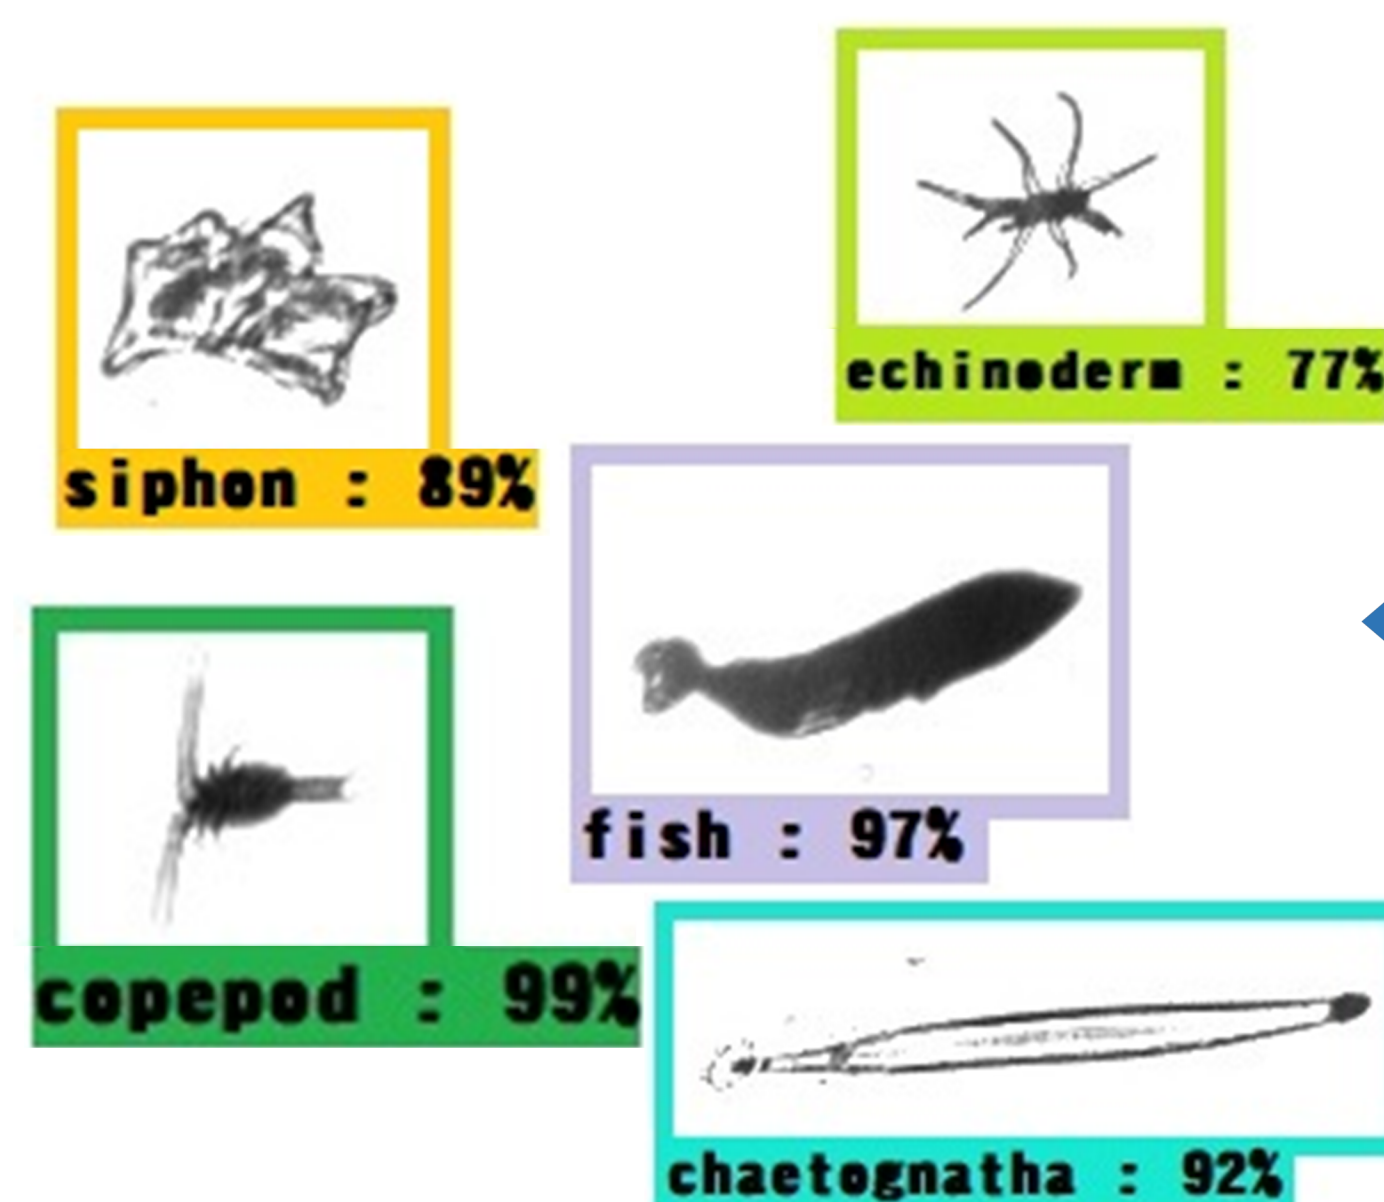 echinoderm : 77%
siphon : 89%
fish : 97%
copepod : 99%
chaetognatha : 92%